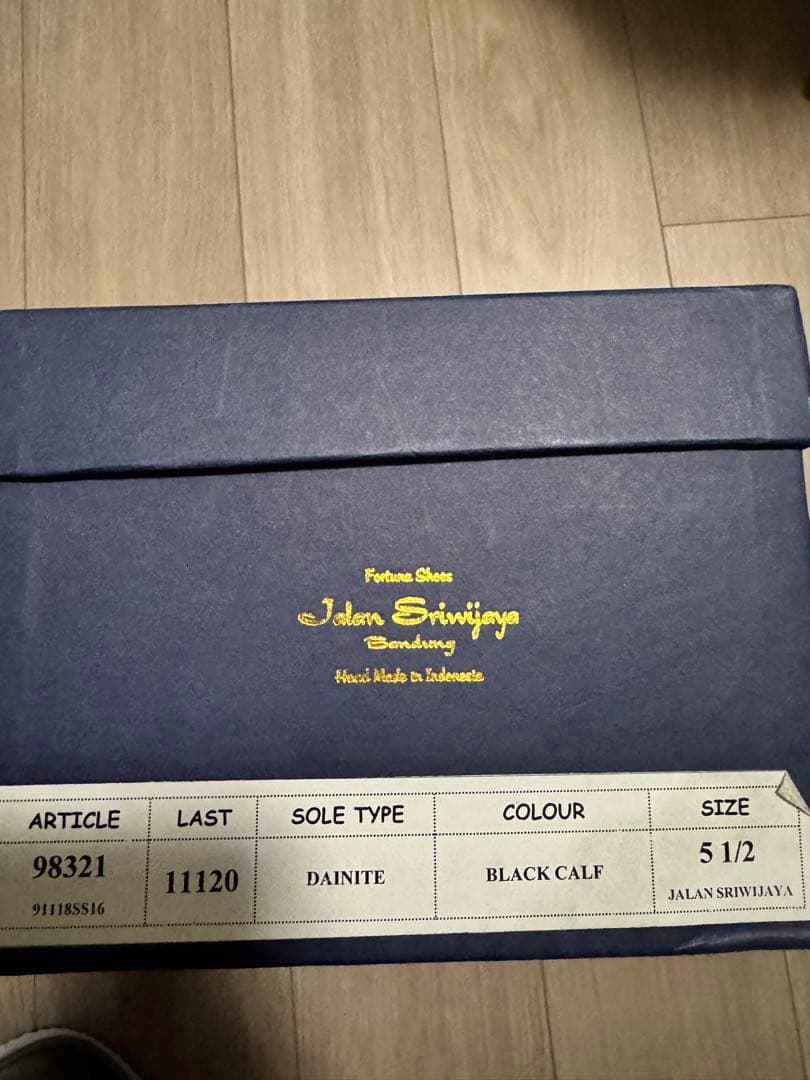 Fortuna Shoes
Jalan Sriwijaya
Bandung
Hand Made in Indonesia
ARTICLE LAST SOLE TYPE COLOUR SIZE
98321 11120 DAINITE BLACK CALF 5 1/2
91118SS16 JALAN SRIWIJAYA